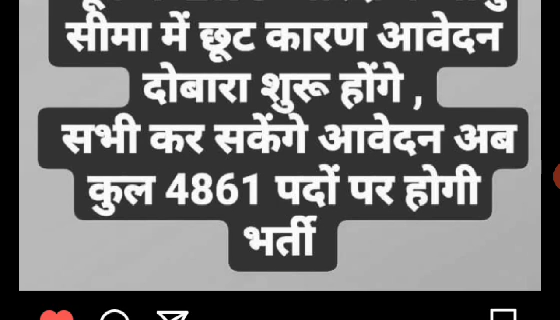 सीमा में छूट कारण आवेदन
दोबारा शुरू होंगे ,
सभी कर सकेंगे आवेदन अब
कुल 4861 पदों पर होगी
भर्ती